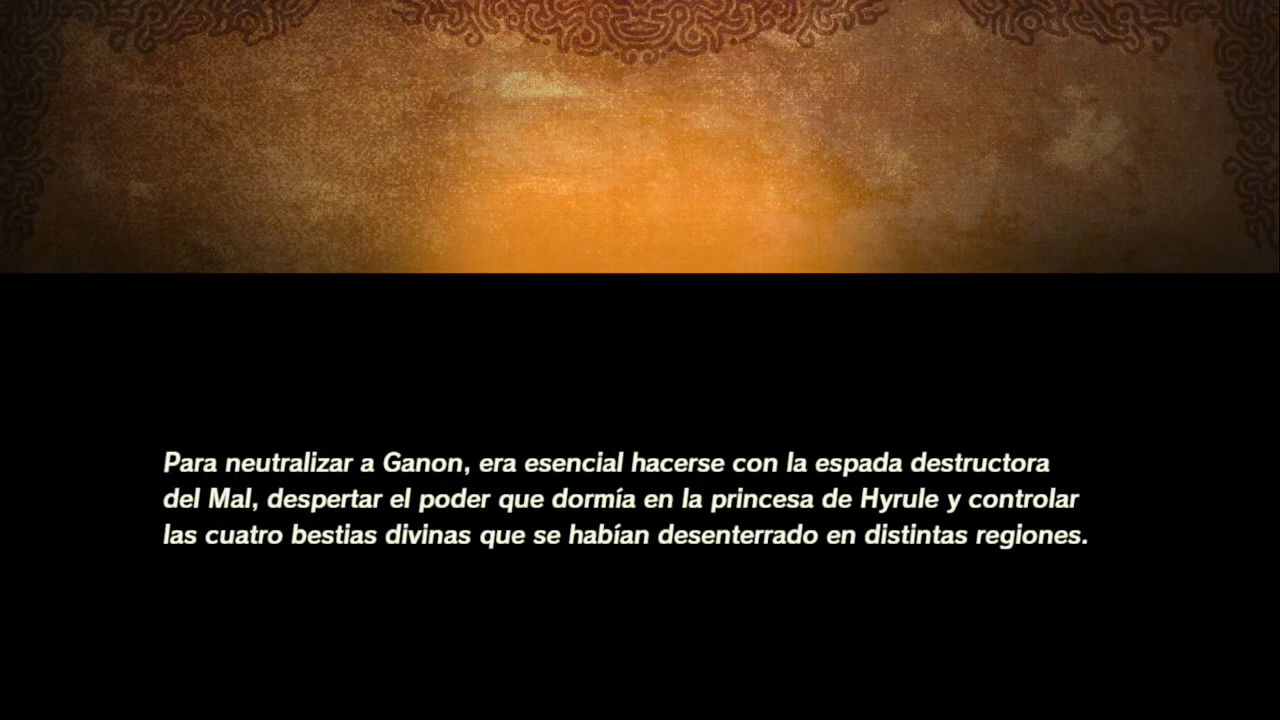 Para neutralizar a Ganon, era esencial hacerse con la espada destructora
del Mal, despertar el poder que dormía en la princesa de Hyrule y controlar
las cuatro bestias divinas que se habían desenterrado en distintas regiones.